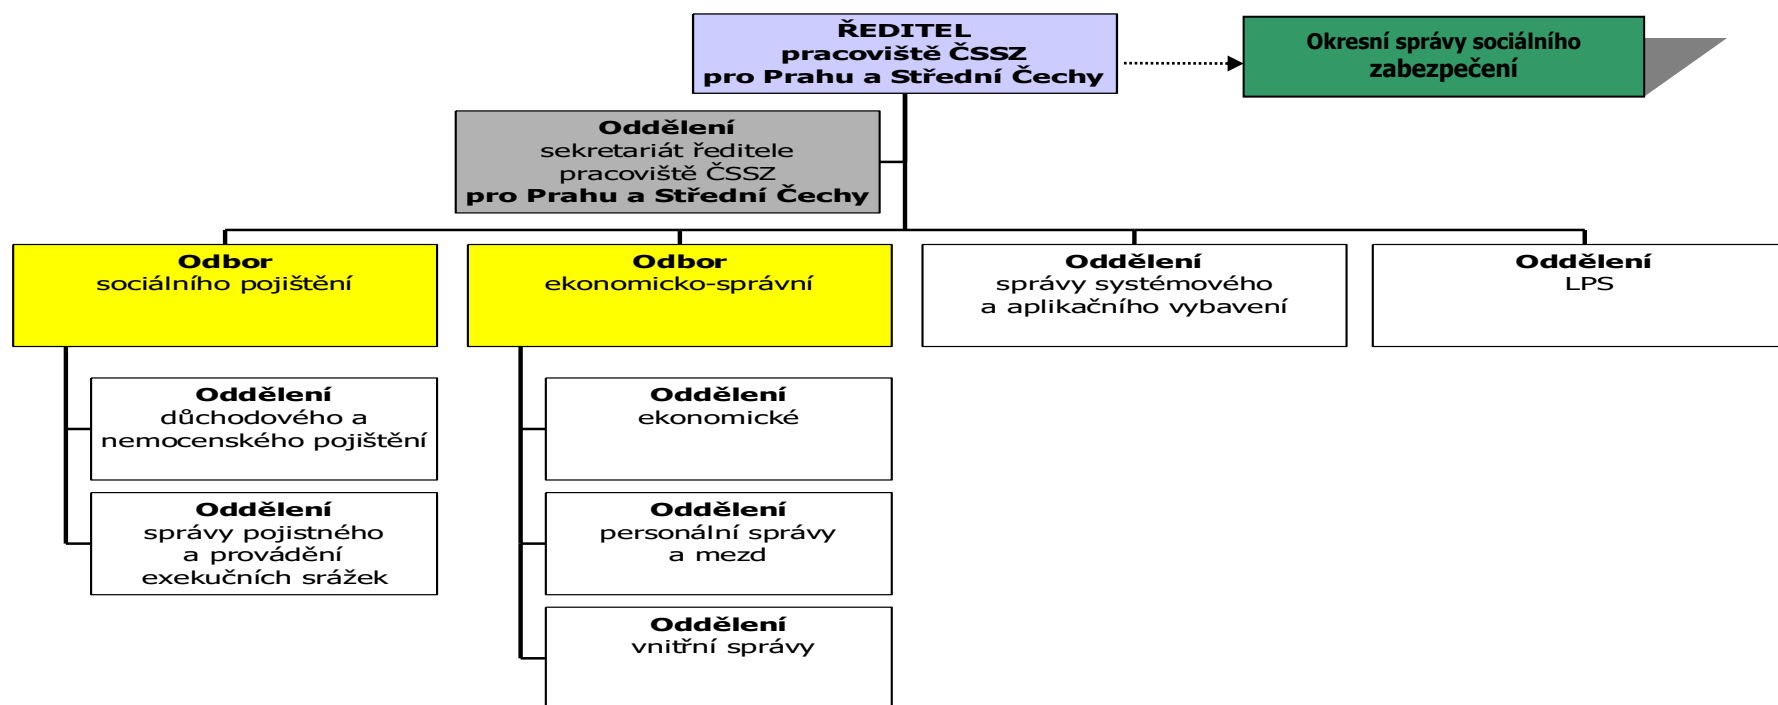 ŘEDITEL
pracoviště ČSSZ
pro Prahu a Střední Čechy
Okresní správy sociálního
zabezpečení
Oddělení
sekretariát ředitele
pracoviště ČSSZ
pro Prahu a Střední Čechy
Odbor
sociálního pojištění
Odbor
ekonomicko-správní
Oddělení
správy systémového
a aplikačního vybavení
Oddělení
LPS
Oddělení
důchodového a
nemocenského pojištění
Oddělení
ekonomické
Oddělení
správy pojistného
a provádění
exekučních srážek
Oddělení
personální správy
a mezd
Oddělení
vnitřní správy